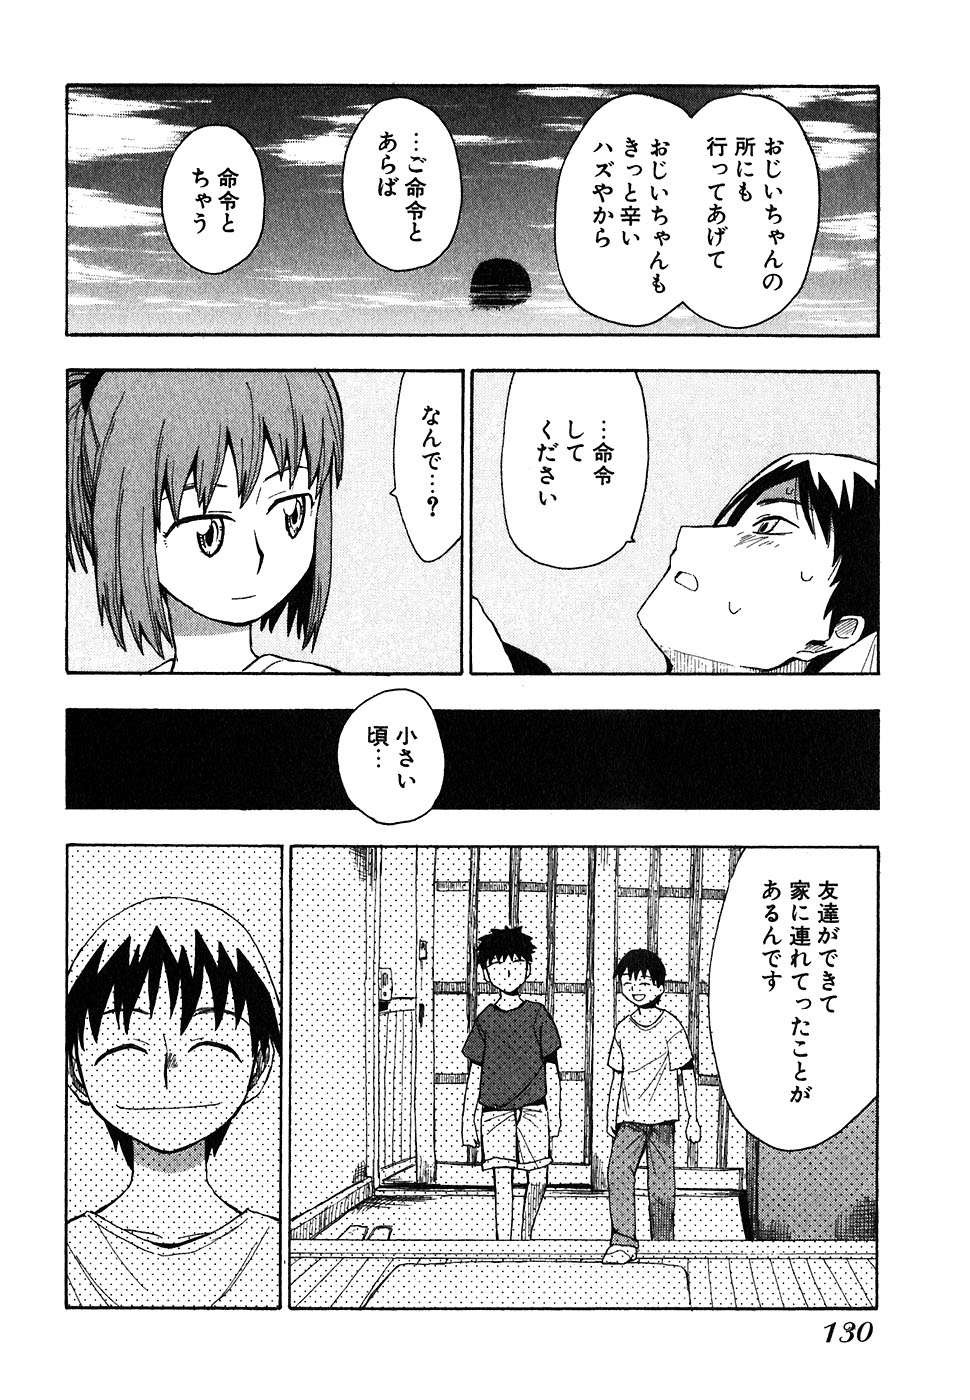 おじいちゃんの
所にも
行ってあげて
おじいちゃんも
きっと辛い
ハズやから
…ご命令と
あらば
命令と
ちゃう
…命令
して
ください
なんで…?
小さい
頃…
友達ができて
家に連れてったことが
あるんです
130